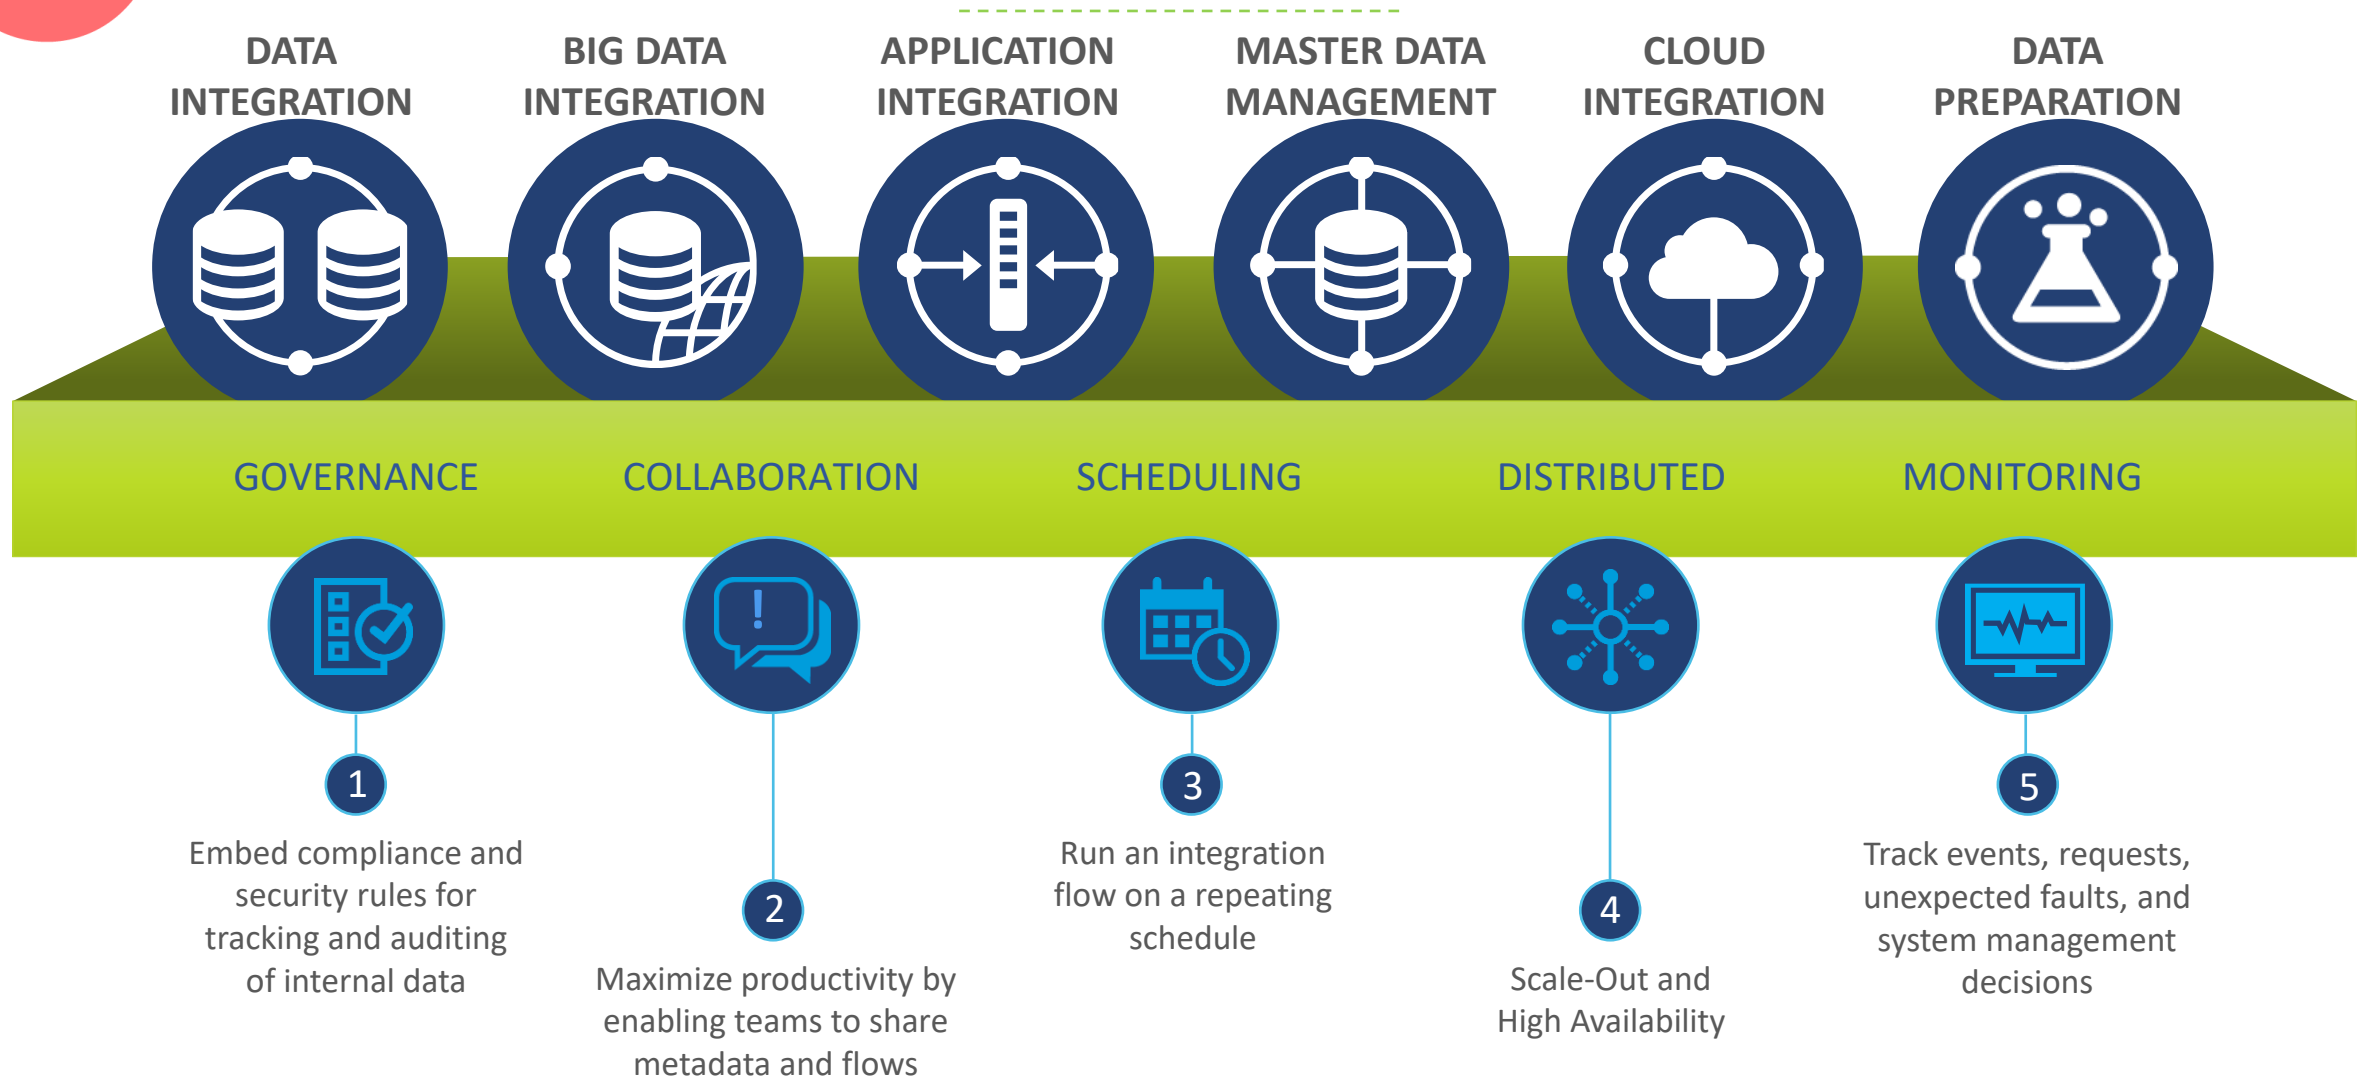 DATA
INTEGRATION
BIG DATA
INTEGRATION
APPLICATION
INTEGRATION
MASTER DATA
MANAGEMENT
CLOUD
INTEGRATION
DATA
PREPARATION
GOVERNANCE
COLLABORATION
SCHEDULING
DISTRIBUTED
MONITORING
!
1
Embed compliance and
security rules for
tracking and auditing
of internal data
2
Maximize productivity by
enabling teams to share
metadata and flows
3
Run an integration
flow on a repeating
schedule
4
Scale-Out and
High Availability
5
Track events, requests,
unexpected faults, and
system management
decisions